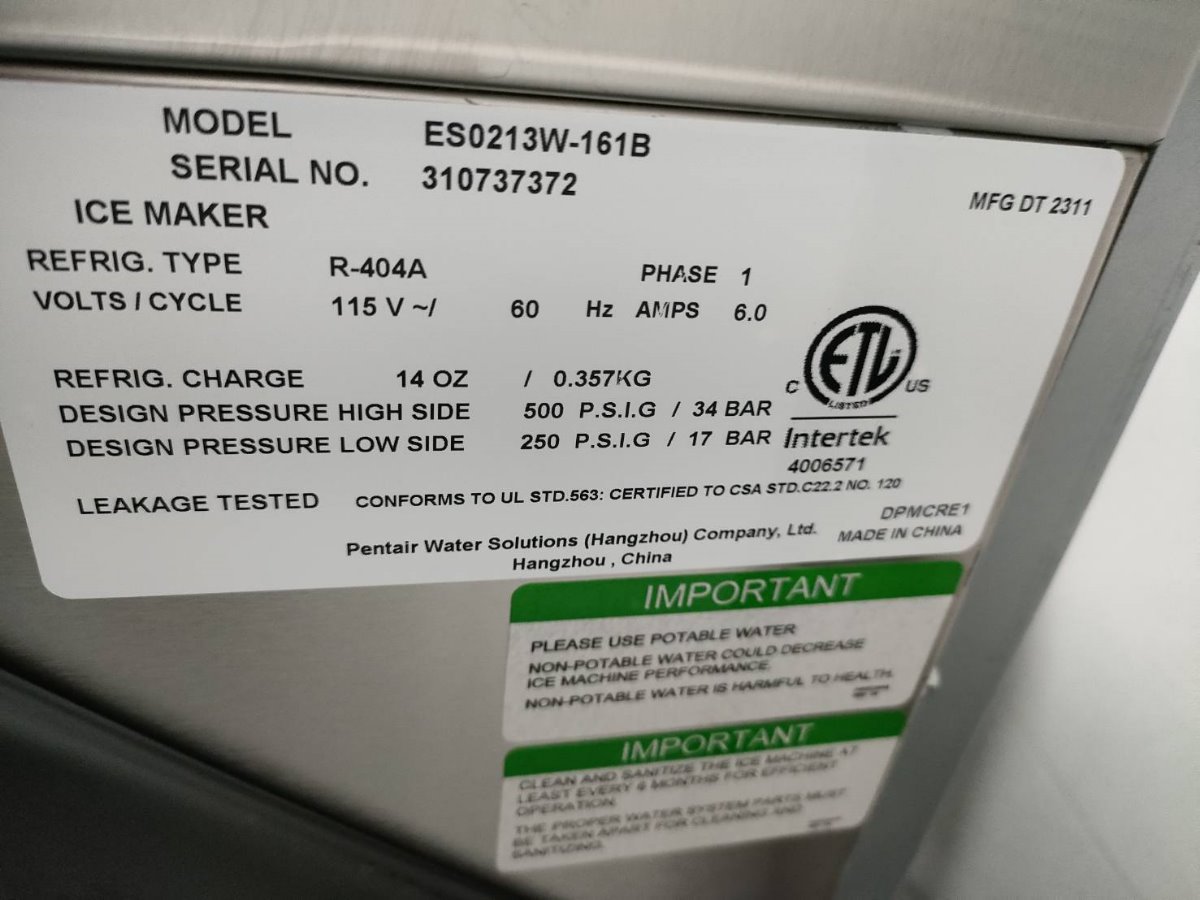 MODEL ES0213W-161B
SERIAL NO. 310737372
MFG DT 2311
ICE MAKER
REFRIG. TYPE R-404A PHASE 1
VOLTS / CYCLE 115 V ~/ 60 Hz AMPS 6.0
REFRIG. CHARGE 14 OZ / 0.357KG
DESIGN PRESSURE HIGH SIDE 500 P.S.I.G / 34 BAR
DESIGN PRESSURE LOW SIDE 250 P.S.I.G / 17 BAR
C ETL US
LISTED
Intertek
4006571
LEAKAGE TESTED CONFORMS TO UL STD.563: CERTIFIED TO CSA STD.C22.2 NO. 120
DPMCRE1
Pentair Water Solutions (Hangzhou) Company, Ltd. MADE IN CHINA
Hangzhou , China
IMPORTANT
PLEASE USE POTABLE WATER
NON-POTABLE WATER COULD DECREASE
ICE MACHINE PERFORMANCE.
NON-POTABLE WATER IS HARMFUL TO HEALTH.
IMPORTANT
CLEAN AND SANITIZE THE ICE MACHINE AT
LEAST EVERY 6 MONTHS FOR EFFICIENT
OPERATION.
THE PROPER WATER SYSTEM PARTS MUST
BE TAKEN APART FOR CLEANING AND
SANITIZING.